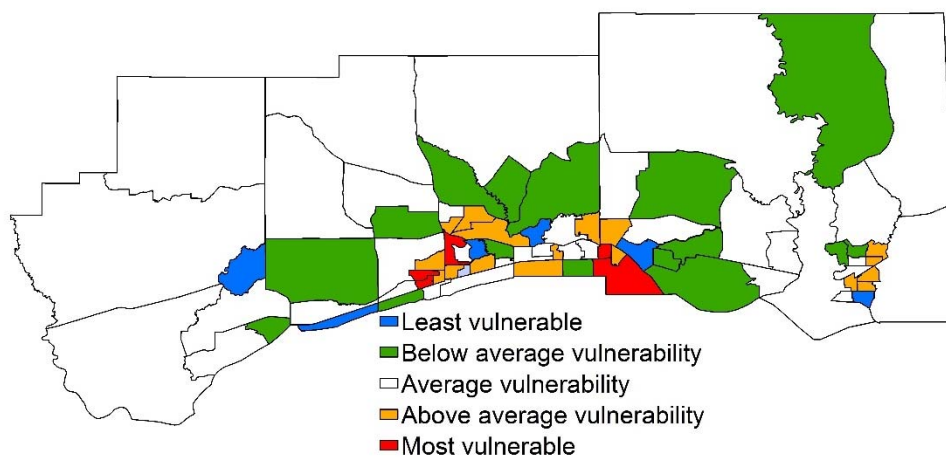 Least vulnerable
Below average vulnerability
Average vulnerability
Above average vulnerability
Most vulnerable